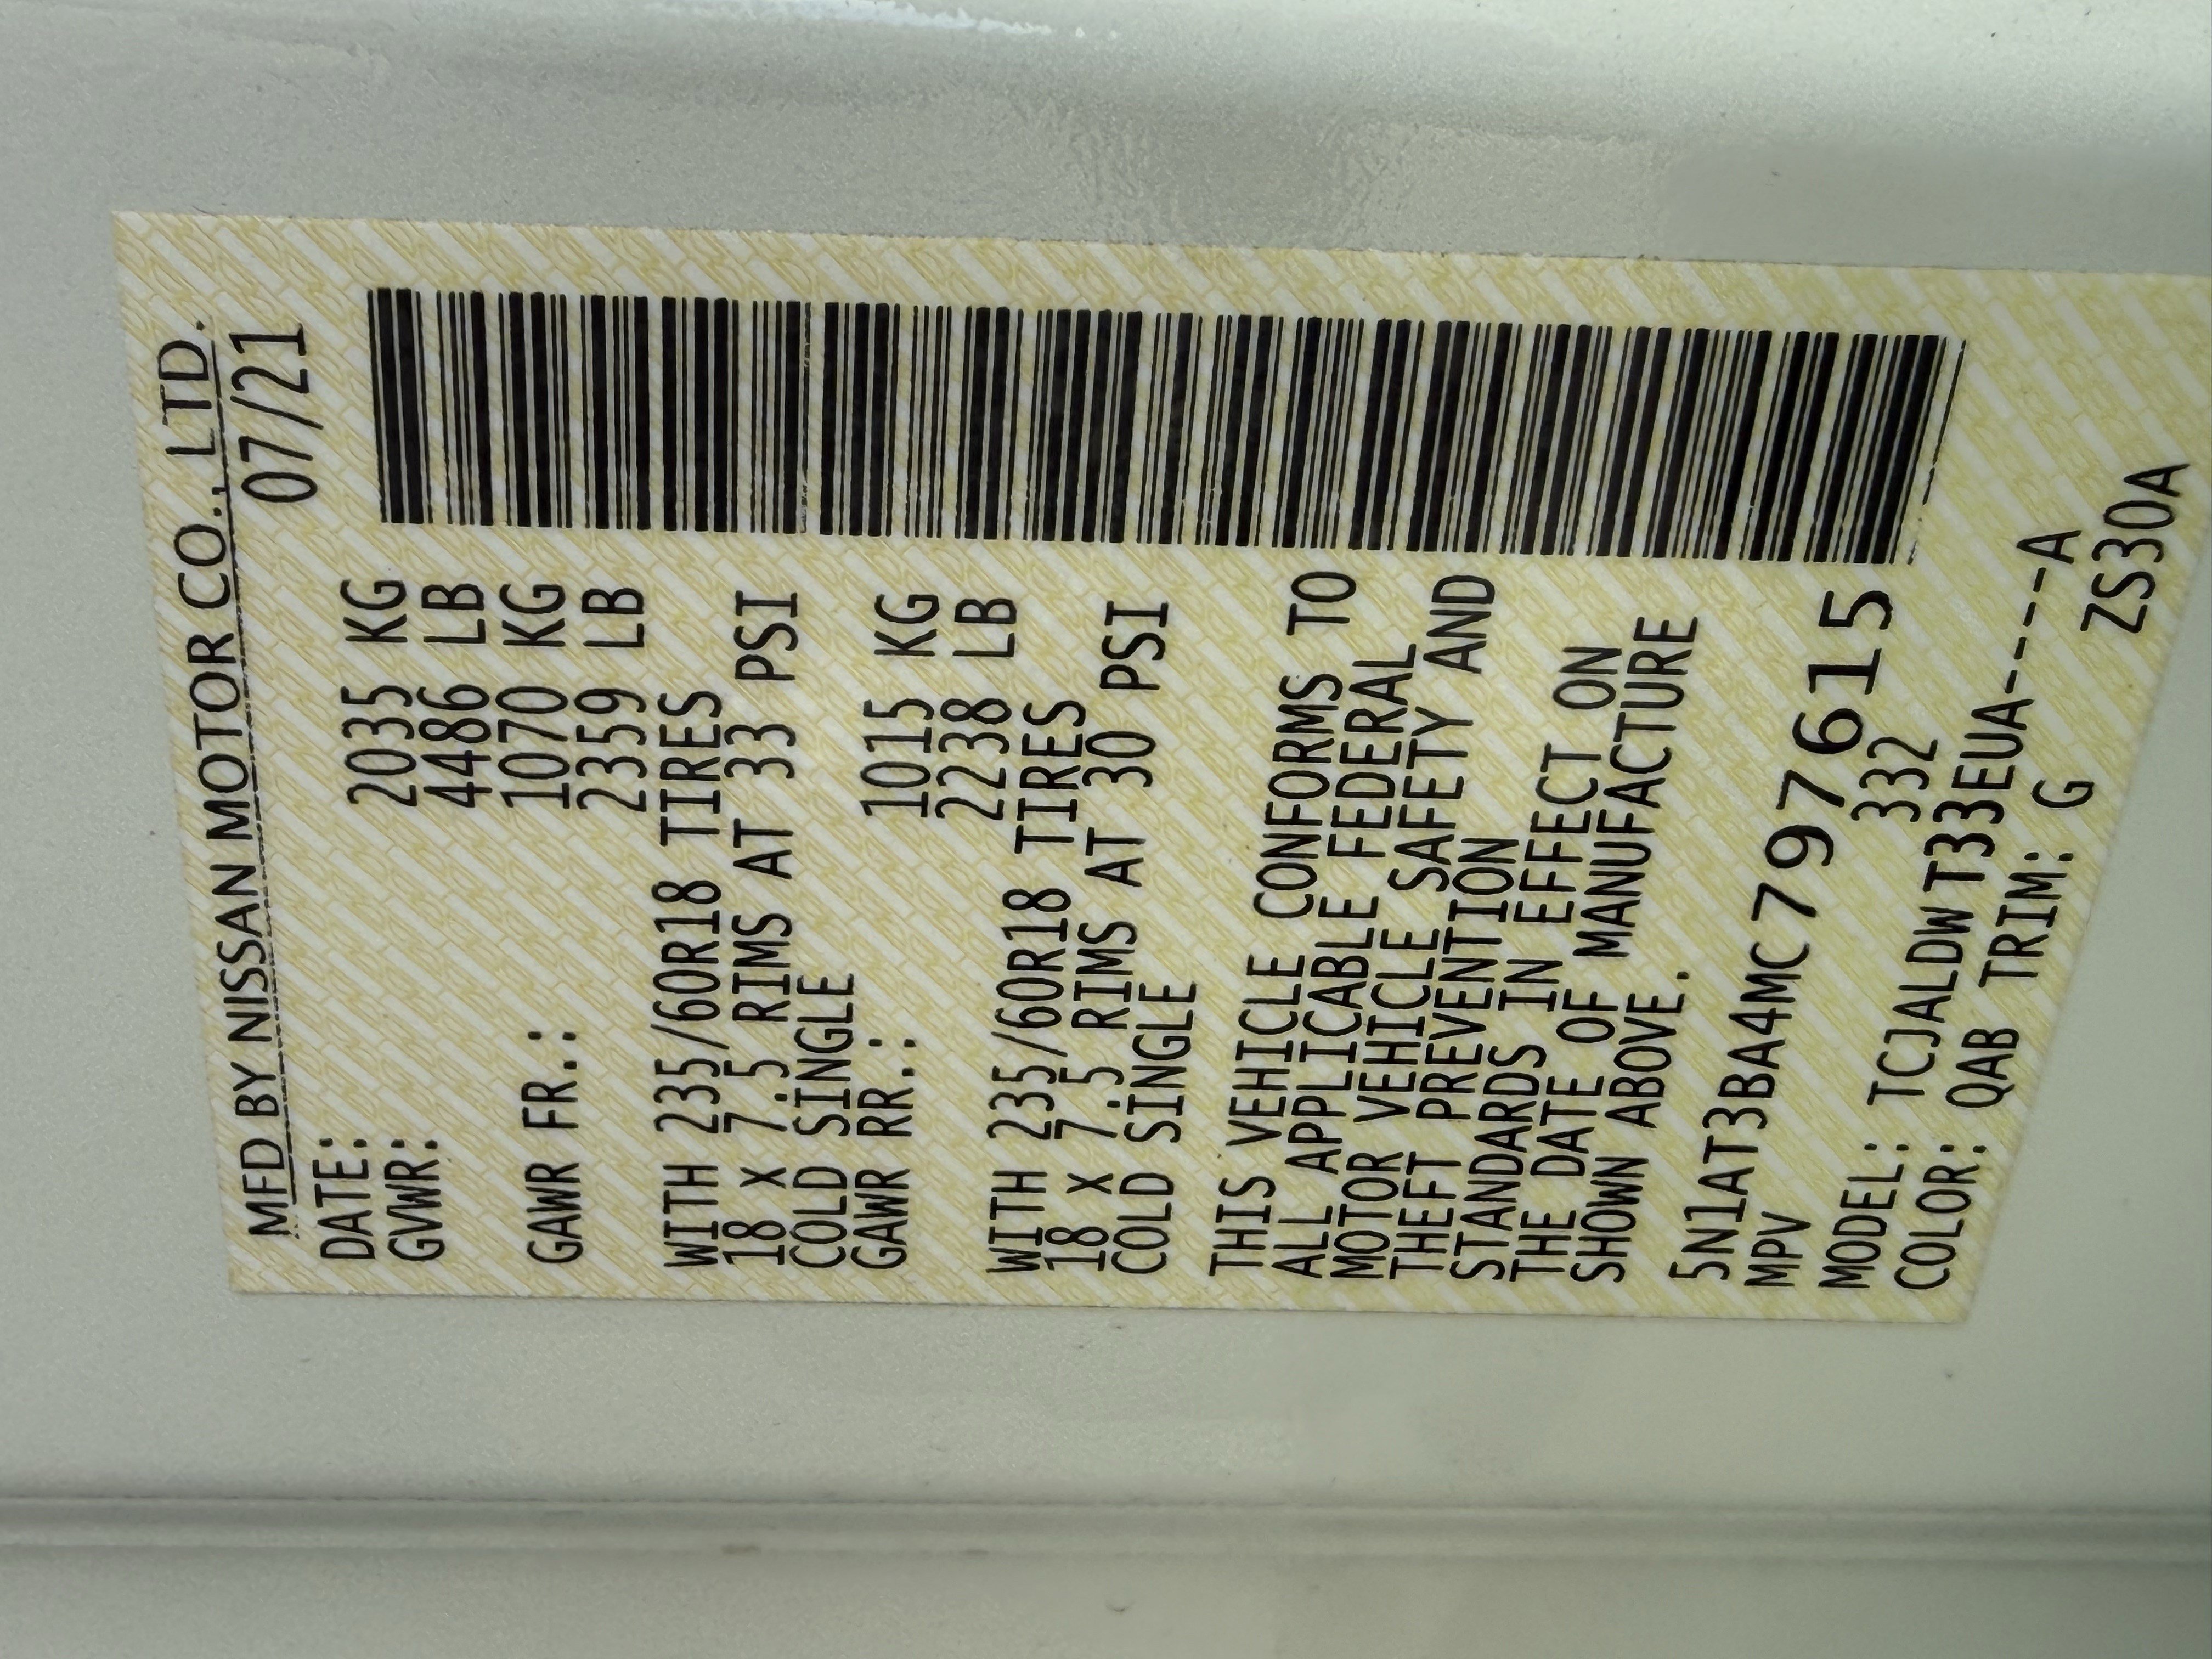 MFD BY NISSAN MOTOR CO., LTD.
DATE: 07/21
GVWR: 2035 KG
4486 LB
GAWR FR.: 1070 KG
2359 LB
WITH 235/60R18 TIRES
18 x 7.5 RIMS AT 33 PSI
COLD SINGLE
GAWR RR.: 1015 KG
2238 LB
WITH 235/60R18 TIRES
18 x 7.5 RIMS AT 30 PSI
COLD SINGLE
THIS VEHICLE CONFORMS TO
ALL APPLICABLE FEDERAL
MOTOR VEHICLE SAFETY AND
THEFT PREVENTION
STANDARDS IN EFFECT ON
THE DATE OF MANUFACTURE
SHOWN ABOVE.
5N1AT3BA4MC797615
MPV 332
MODEL: TCJALDWT33EUA----A
COLOR: QAB TRIM: G ZS30A